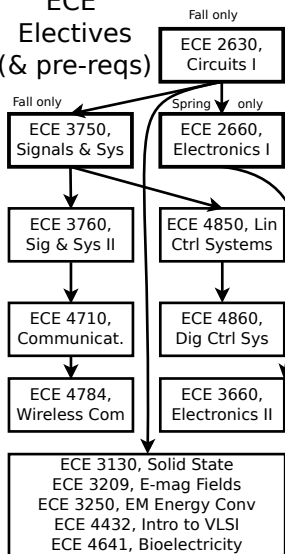 ECE
Electives
(& pre-reqs)
Fall only
ECE 2630,
Circuits I
Fall only
Spring only
ECE 3750,
Signals & Sys
ECE 2660,
Electronics I
ECE 3760,
Sig & Sys II
ECE 4850, Lin
Ctrl Systems
ECE 4710,
Communicat.
ECE 4860,
Dig Ctrl Sys
ECE 4784,
Wireless Com
ECE 3660,
Electronics II
ECE 3130, Solid State
ECE 3209, E-mag Fields
ECE 3250, EM Energy Conv
ECE 4432, Intro to VLSI
ECE 4641, Bioelectricity